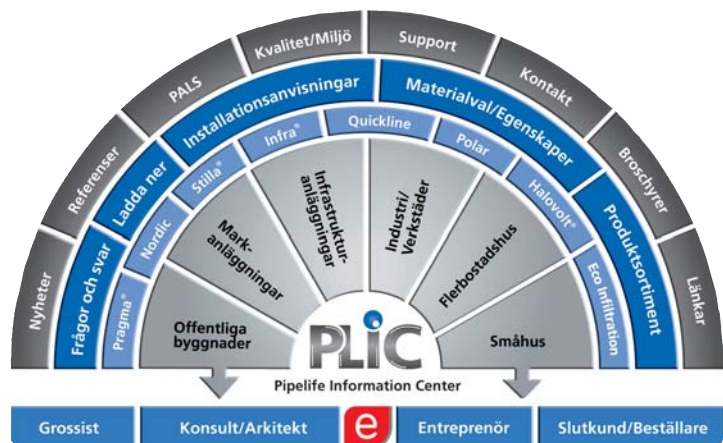 Nyheter
Referenser
PALS
Kvalitet/Miljö
Support
Kontakt
Broschyrer
Länkar
Frågor och svar
Ladda ner
Installationsanvisningar
Materialval/Egenskaper
Produktsortiment
Pragma®
Nordic
Stilla®
Infra®
Quickline
Polar
Halovolt®
Eco Infiltration
Offentliga
byggnader
Mark-
anläggningar
Infrastruktur-
anläggningar
Industri/
Verkstäder
Flerbostadshus
Småhus
PLIC
Pipelife Information Center
Grossist
Konsult/Arkitekt
e
Entreprenör
Slutkund/Beställare